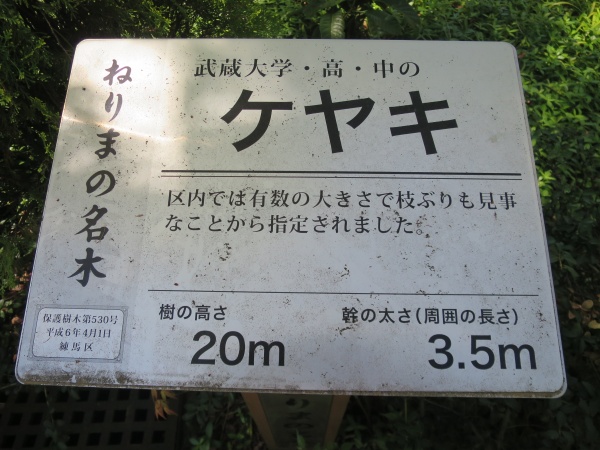 ねりまの名木
武蔵大学・高・中の
ケヤキ
区内では有数の大きさで枝ぶりも見事
なことから指定されました。
樹の高さ
20m
幹の太さ(周囲の長さ)
3.5m
保護樹木第530号
平成6年4月1日
練馬区